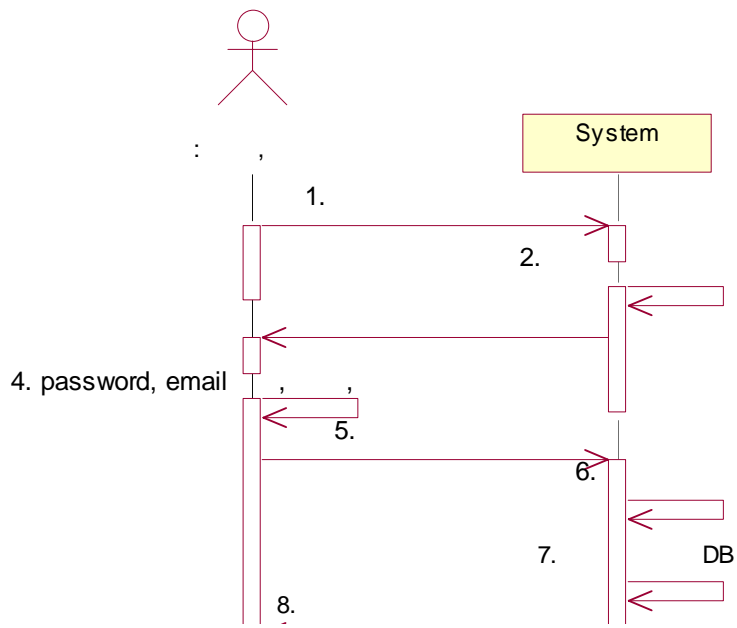 System
: ,
1.
2.
4. password, email , ,
5.
6.
7. DB
8.